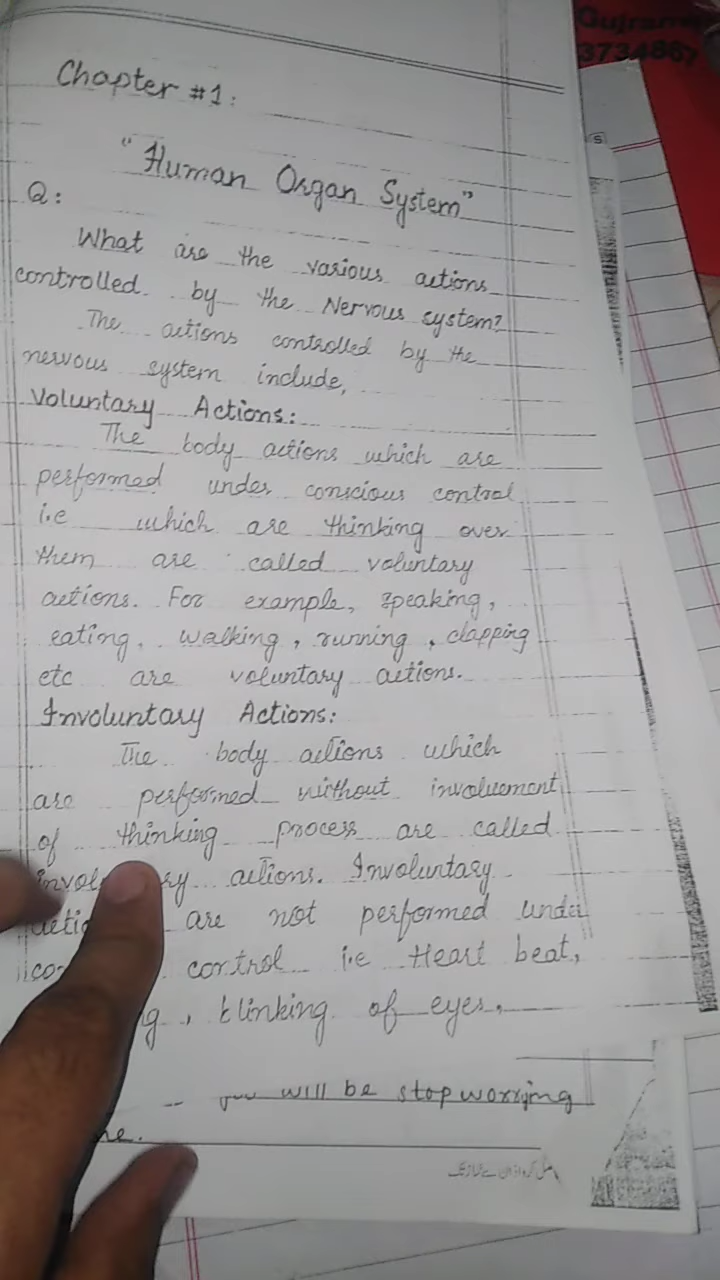 Gujran
3734867
Chapter #1:
"Human Organ System"
Q:
What are the various actions
controlled by the Nervous system?
The actions controlled by the
nervous system include,
Voluntary Actions:
The body actions which are
performed under conscious control
i.e which are thinking over
them are called voluntary
actions. For example, speaking,
eating, walking, running, clapping
etc are voluntary actions.
Involuntary Actions:
The body actions which
are performed without involvement
of thinking process are called
actions. Involuntary
are not performed under
control i.e Heart beat,
, blinking of eyes.
you will be stop worrying